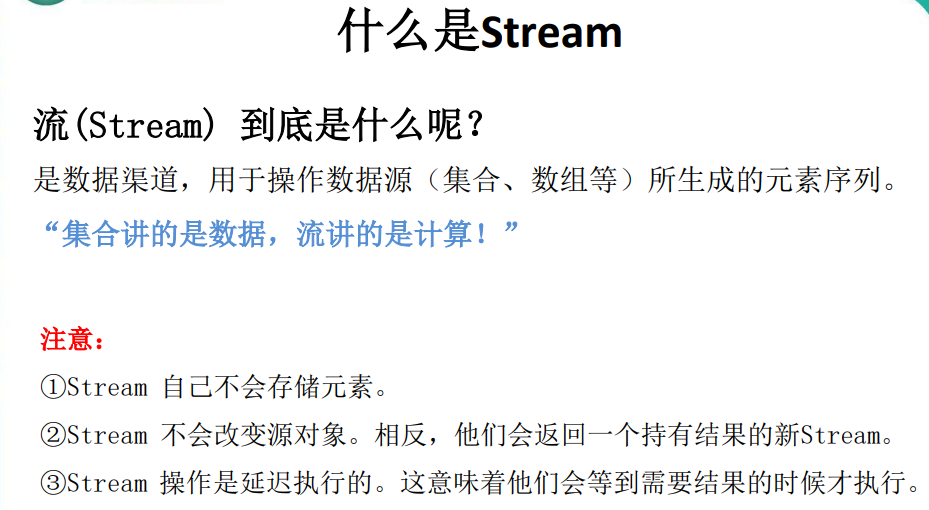 什么是Stream
流(Stream) 到底是什么呢？
是数据渠道，用于操作数据源（集合、数组等）所生成的元素序列。
“集合讲的是数据，流讲的是计算！”
注意：
①Stream 自己不会存储元素。
②Stream 不会改变源对象。相反，他们会返回一个持有结果的新Stream。
③Stream 操作是延迟执行的。这意味着他们会等到需要结果的时候才执行。